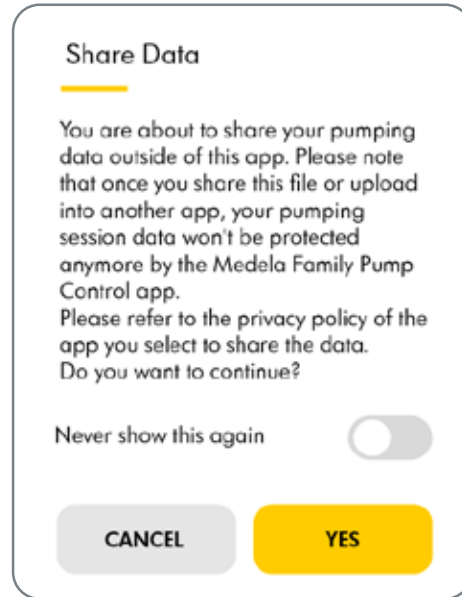 Share Data
You are about to share your pumping
data outside of this app. Please note
that once you share this file or upload
into another app, your pumping
session data won't be protected
anymore by the Medela Family Pump
Control app.
Please refer to the privacy policy of the
app you select to share the data.
Do you want to continue?
Never show this again
CANCEL YES